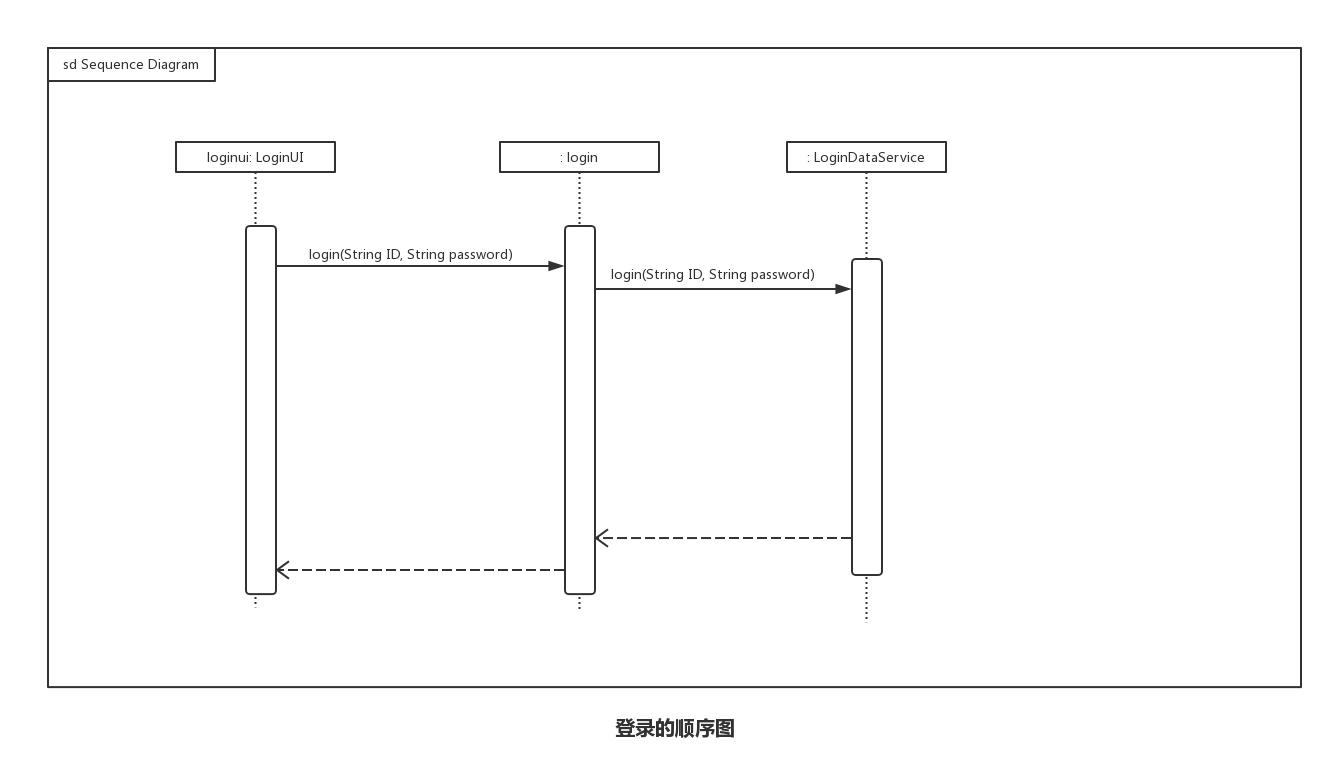 sd Sequence Diagram
loginui: LoginUI
: login
: LoginDataService
login(String ID, String password)
login(String ID, String password)
登录的顺序图